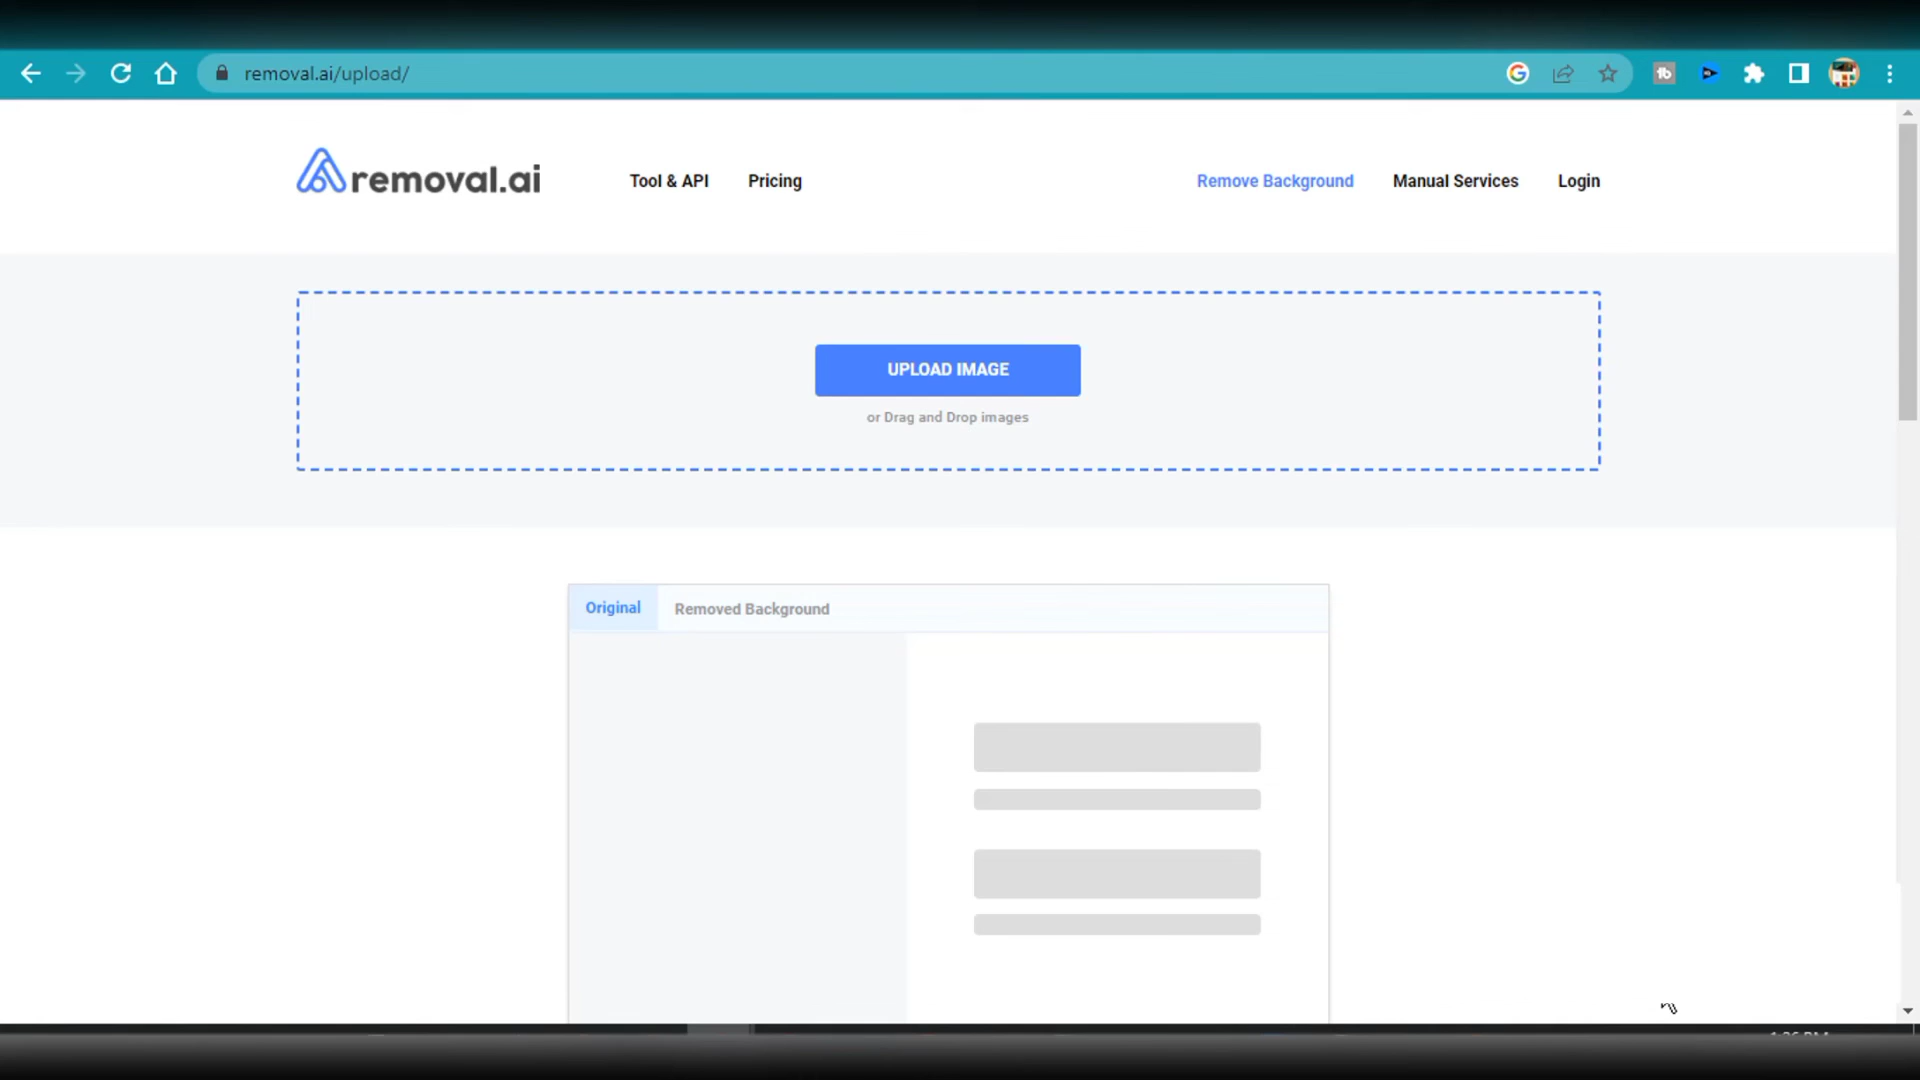 removal.ai/upload/
removal.ai
Tool & API
Pricing
Remove Background
Manual Services
Login
UPLOAD IMAGE
or Drag and Drop images
Original
Removed Background